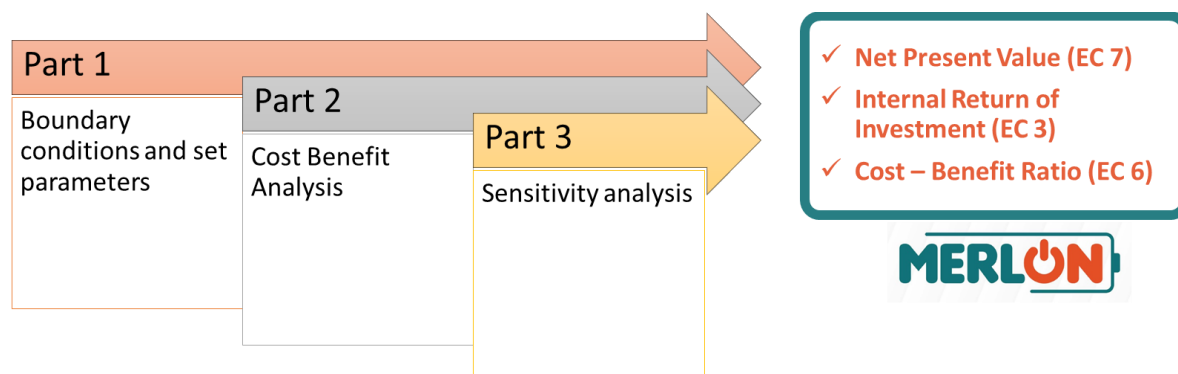 Part 1
Boundary
conditions and set
parameters
Part 2
Cost Benefit
Analysis
Part 3
Sensitivity analysis
✓ Net Present Value (EC 7)
✓ Internal Return of
Investment (EC 3)
✓ Cost – Benefit Ratio (EC 6)
MERLON